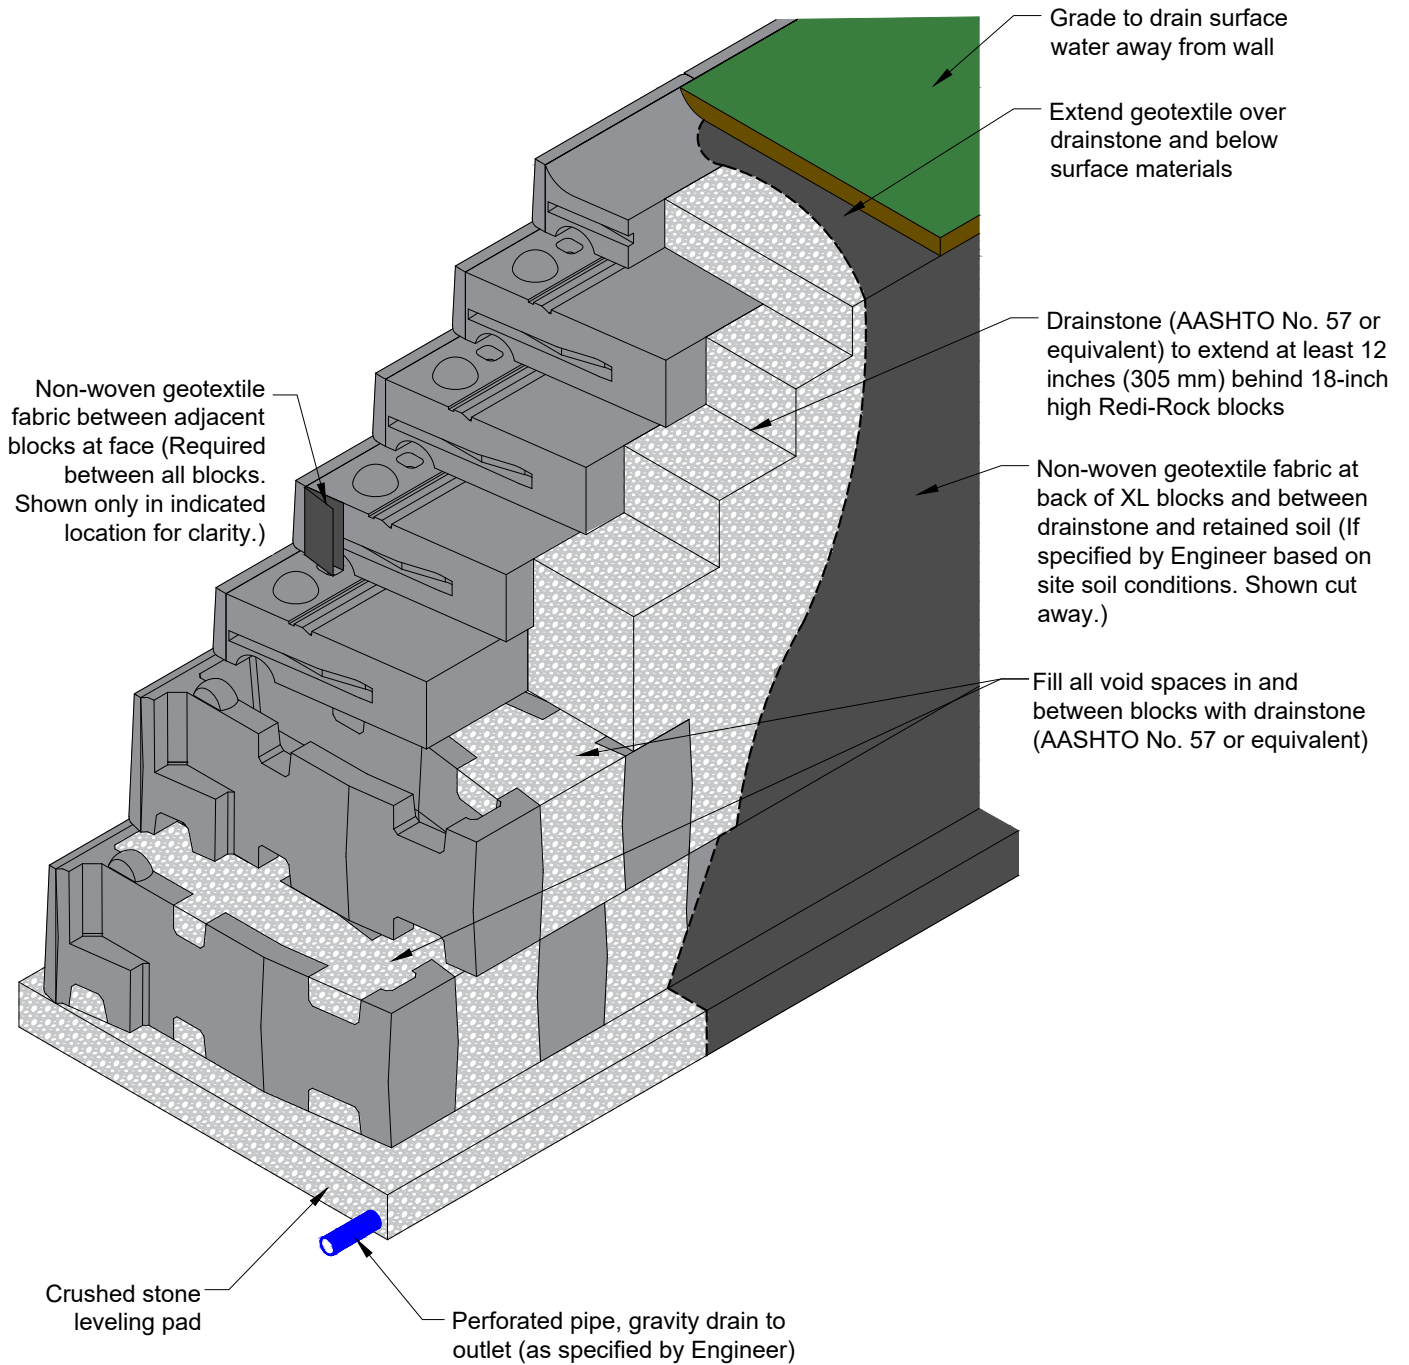 Grade to drain surface
water away from wall
Extend geotextile over
drainstone and below
surface materials
Drainstone (AASHTO No. 57 or
equivalent) to extend at least 12
inches (305 mm) behind 18-inch
high Redi-Rock blocks
Non-woven geotextile
fabric between adjacent
blocks at face (Required
between all blocks.
Shown only in indicated
location for clarity.)
Non-woven geotextile fabric at
back of XL blocks and between
drainstone and retained soil (If
specified by Engineer based on
site soil conditions. Shown cut
away.)
Fill all void spaces in and
between blocks with drainstone
(AASHTO No. 57 or equivalent)
Crushed stone
leveling pad
Perforated pipe, gravity drain to
outlet (as specified by Engineer)